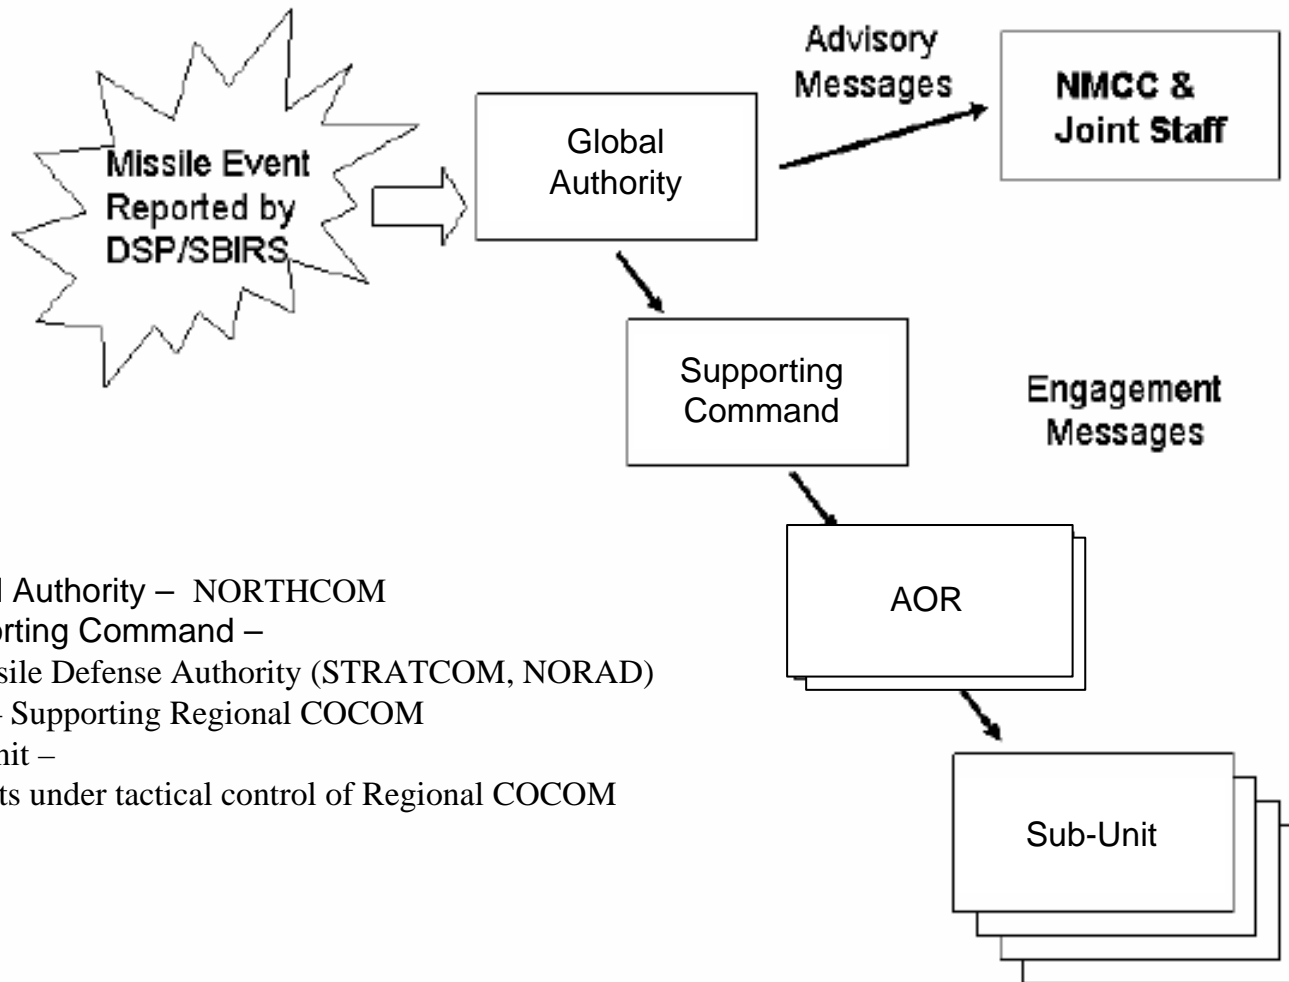 Missile Event
Reported by
DSP/SBIRS
Global
Authority
Advisory
Messages
NMCC &
Joint Staff
Supporting
Command
Engagement
Messages
AOR
Sub-Unit
Authority – NORTHCOM
orting Command –
sile Defense Authority (STRATCOM, NORAD)
– Supporting Regional COCOM
nit –
ts under tactical control of Regional COCOM